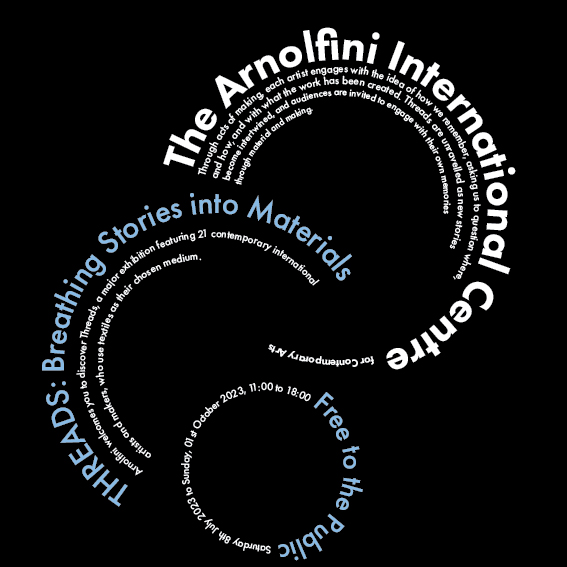 The Arnolfini International Centre
for Contemporary Arts
Through acts of making, each artist engages with the idea of how we remember, asking us to question where,
and how, and with what the work has been created. Threads are unravelled as new stories
become intertwined, and audiences are invited to engage with their own memories
through material and making.
THREADS: Breathing Stories into Materials
Arnolfini welcomes you to discover Threads, a major exhibition featuring 21 contemporary international
artists and makers, who use textiles as their chosen medium.
Saturday 8th July 2023 to Sunday, 01st October 2023, 11:00 to 18:00
Free to the Public